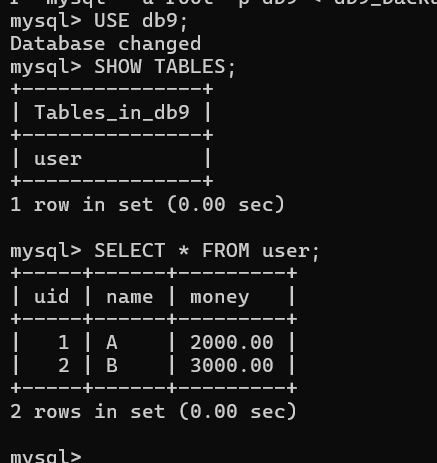 mysql> USE db9;
Database changed
mysql> SHOW TABLES;
+---------------+
| Tables_in_db9 |
+---------------+
| user          |
+---------------+
1 row in set (0.00 sec)

mysql> SELECT * FROM user;
+-----+------+---------+
| uid | name | money   |
+-----+------+---------+
|   1 | A    | 2000.00 |
|   2 | B    | 3000.00 |
+-----+------+---------+
2 rows in set (0.00 sec)

mysql>